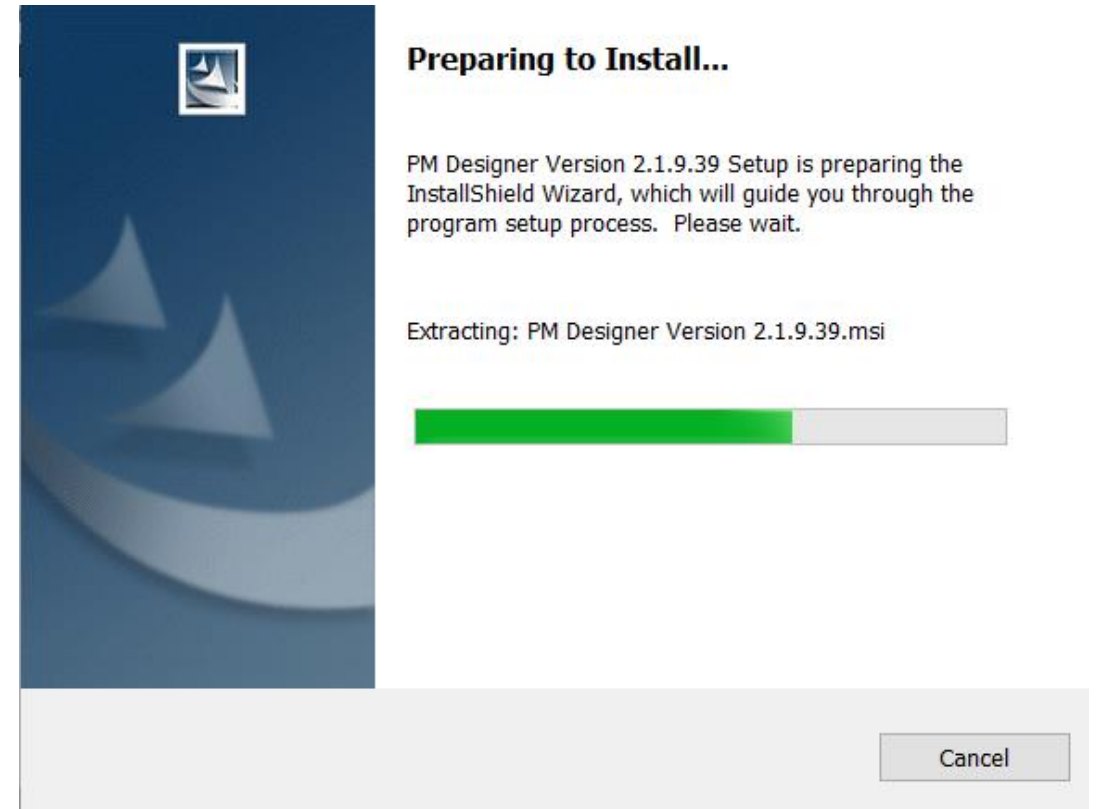 Preparing to Install...
PM Designer Version 2.1.9.39 Setup is preparing the
InstallShield Wizard, which will guide you through the
program setup process.  Please wait.
Extracting: PM Designer Version 2.1.9.39.msi
Cancel